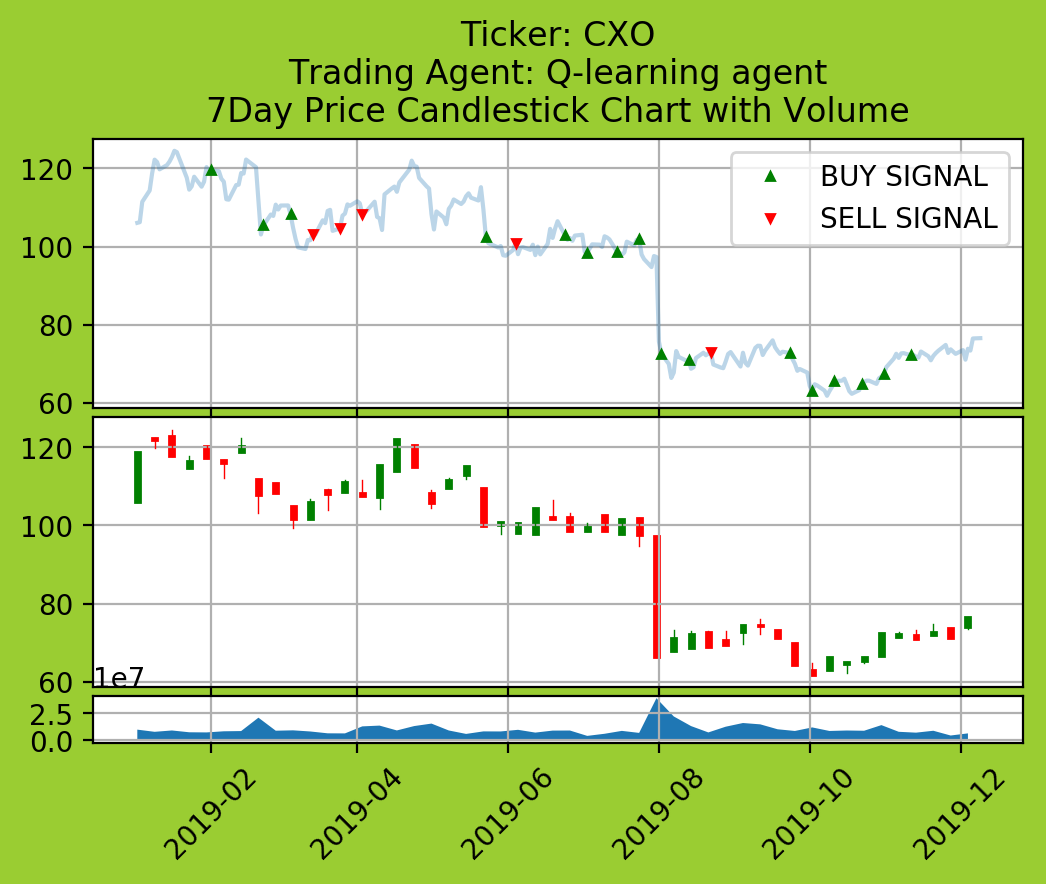 Ticker: CXO
Trading Agent: Q-learning agent
7Day Price Candlestick Chart with Volume
120
100
80
60
BUY SIGNAL
SELL SIGNAL
120
100
80
60
1e7
2.5
0.0
2019-02
2019-04
2019-06
2019-08
2019-10
2019-12